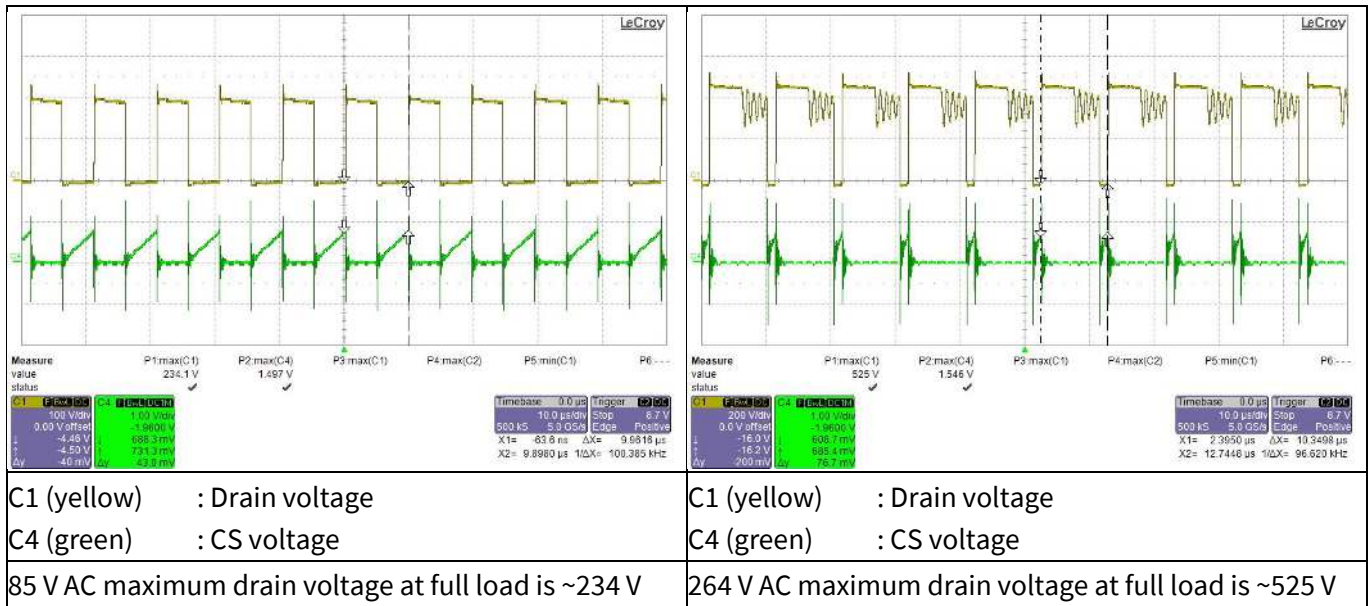 LeCroy
Measure P1:max(C1) P2:max(C4) P3:max(C1) P4:max(C2) P5:min(C1) P6:---
value 234.1 V 1.497 V
status
C1
100 V/div
0.00 V offset
-4.46 V
-4.50 V
Δy -40 mV
C4
1.00 V/div
-1.9600 V
688.3 mV
731.3 mV
Δy 43.0 mV
Timebase 0.0 µs
10.0 µs/div
500 kS 5.0 GS/s
Trigger C2 DC
Stop 6.7 V
Edge Positive
X1= -63.6 ns ΔX= 9.9616 µs
X2= 9.8980 µs 1/ΔX= 100.385 kHz
LeCroy
Measure P1:max(C1) P2:max(C4) P3:max(C1) P4:max(C2) P5:min(C1) P6:---
value 525 V 1.546 V
status
C1
200 V/div
0.0 V offset
-16.0 V
-16.2 V
Δy -200 mV
C4
1.00 V/div
-1.9600 V
608.7 mV
685.4 mV
Δy 76.7 mV
Timebase 0.0 µs
10.0 µs/div
500 kS 5.0 GS/s
Trigger C2 DC
Stop 6.7 V
Edge Positive
X1= 2.3950 µs ΔX= 10.3498 µs
X2= 12.7448 µs 1/ΔX= 96.620 kHz
C1 (yellow) : Drain voltage
C4 (green) : CS voltage
C1 (yellow) : Drain voltage
C4 (green) : CS voltage
85 V AC maximum drain voltage at full load is ~234 V
264 V AC maximum drain voltage at full load is ~525 V